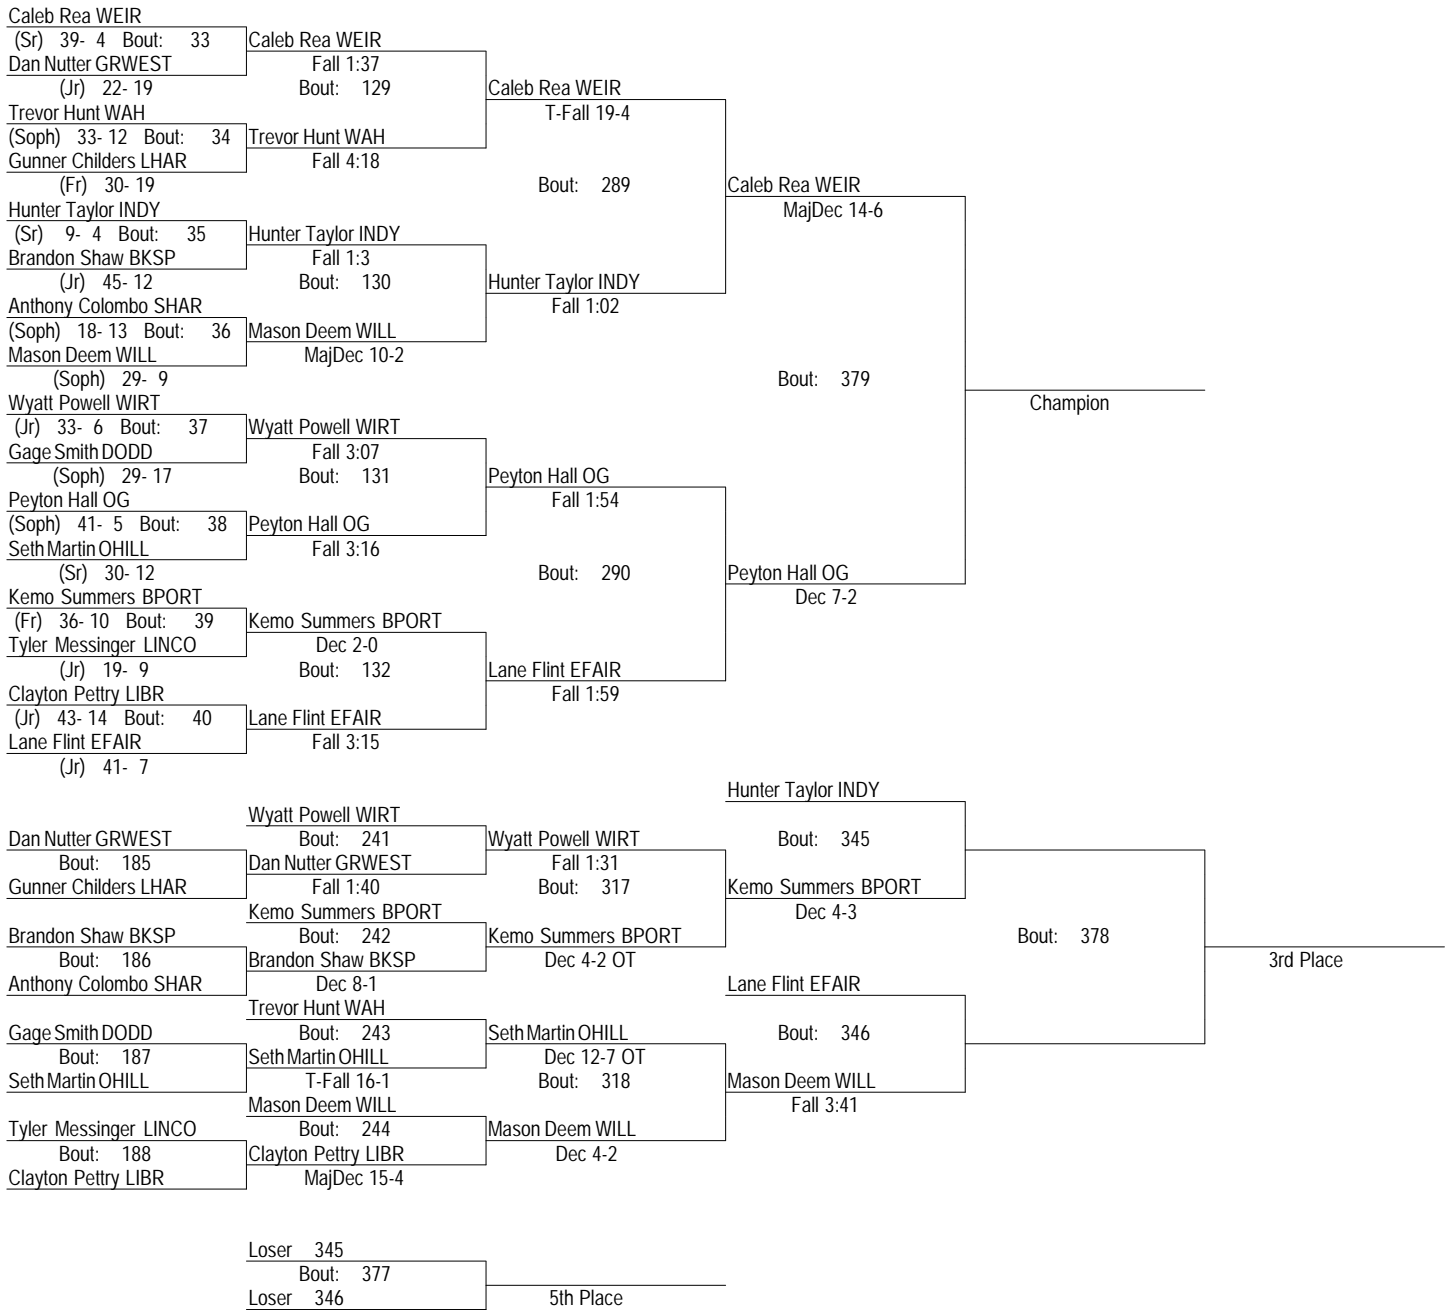 Caleb Rea WEIR
(Sr) 39- 4 Bout: 33 Caleb Rea WEIR
Dan Nutter GRWEST Fall 1:37
(Jr) 22- 19 Bout: 129 Caleb Rea WEIR
Trevor Hunt WAH T-Fall 19-4
(Soph) 33- 12 Bout: 34 Trevor Hunt WAH
Gunner Childers LHAR Fall 4:18
(Fr) 30- 19 Bout: 289 Caleb Rea WEIR
Hunter Taylor INDY MajDec 14-6
(Sr) 9- 4 Bout: 35 Hunter Taylor INDY
Brandon Shaw BKSP Fall 1:3
(Jr) 45- 12 Bout: 130 Hunter Taylor INDY
Anthony Colombo SHAR Fall 1:02
(Soph) 18- 13 Bout: 36 Mason Deem WILL
Mason Deem WILL MajDec 10-2
(Soph) 29- 9 Bout: 379
Wyatt Powell WIRT Champion
(Jr) 33- 6 Bout: 37 Wyatt Powell WIRT
Gage Smith DODD Fall 3:07
(Soph) 29- 17 Bout: 131 Peyton Hall OG
Peyton Hall OG Fall 1:54
(Soph) 41- 5 Bout: 38 Peyton Hall OG
Seth Martin OHILL Fall 3:16
(Sr) 30- 12 Bout: 290 Peyton Hall OG
Kemo Summers BPORT Dec 7-2
(Fr) 36- 10 Bout: 39 Kemo Summers BPORT
Tyler Messinger LINCO Dec 2-0
(Jr) 19- 9 Bout: 132 Lane Flint EFAIR
Clayton Pettry LIBR Fall 1:59
(Jr) 43- 14 Bout: 40 Lane Flint EFAIR
Lane Flint EFAIR Fall 3:15
(Jr) 41- 7
Hunter Taylor INDY
Wyatt Powell WIRT
Dan Nutter GRWEST Bout: 241 Wyatt Powell WIRT Bout: 345
Bout: 185 Dan Nutter GRWEST Fall 1:31
Gunner Childers LHAR Fall 1:40 Bout: 317 Kemo Summers BPORT
Kemo Summers BPORT Dec 4-3
Brandon Shaw BKSP Bout: 242 Kemo Summers BPORT Bout: 378
Bout: 186 Brandon Shaw BKSP Dec 4-2 OT 3rd Place
Anthony Colombo SHAR Dec 8-1 Lane Flint EFAIR
Trevor Hunt WAH
Gage Smith DODD Bout: 243 Seth Martin OHILL Bout: 346
Bout: 187 Seth Martin OHILL Dec 12-7 OT
Seth Martin OHILL T-Fall 16-1 Bout: 318 Mason Deem WILL
Mason Deem WILL Fall 3:41
Tyler Messinger LINCO Bout: 244 Mason Deem WILL
Bout: 188 Clayton Pettry LIBR Dec 4-2
Clayton Pettry LIBR MajDec 15-4
Loser 345
Bout: 377
Loser 346 5th Place